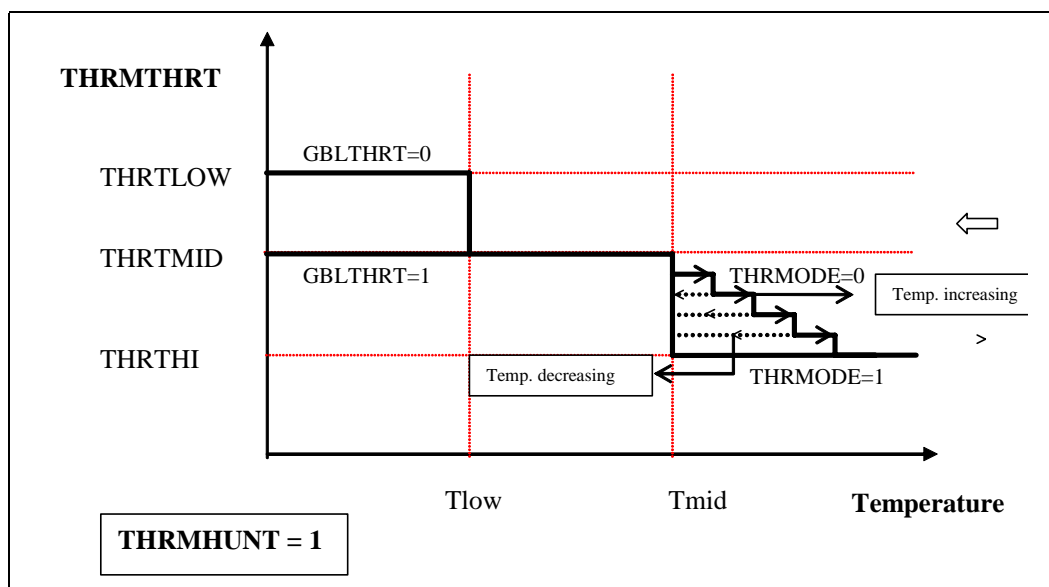 THRMTHRT
GBLTHRT=0
THRTLOW
THRTMID
GBLTHRT=1
THRMODE=0
Temp. increasing
>
THRTHI
Temp. decreasing
THRMODE=1
Tlow
Tmid
Temperature
THRMHUNT = 1